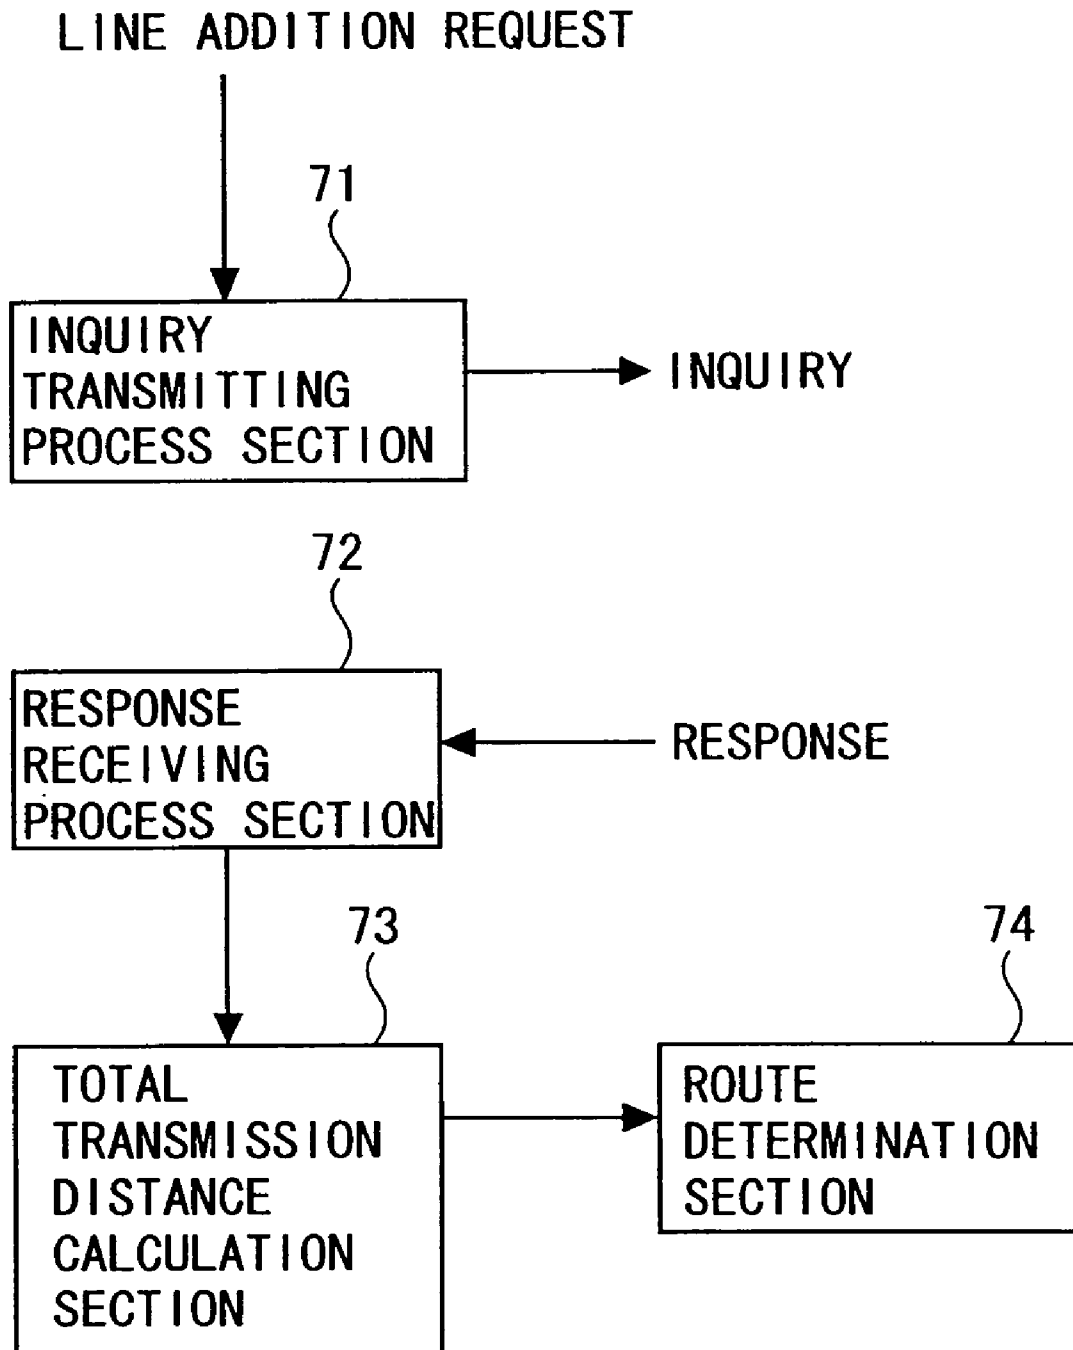 LINE ADDITION REQUEST
71
INQUIRY
TRANSMITTING
PROCESS SECTION
INQUIRY
72
RESPONSE
RECEIVING
PROCESS SECTION
RESPONSE
73
TOTAL
TRANSMISSION
DISTANCE
CALCULATION
SECTION
74
ROUTE
DETERMINATION
SECTION